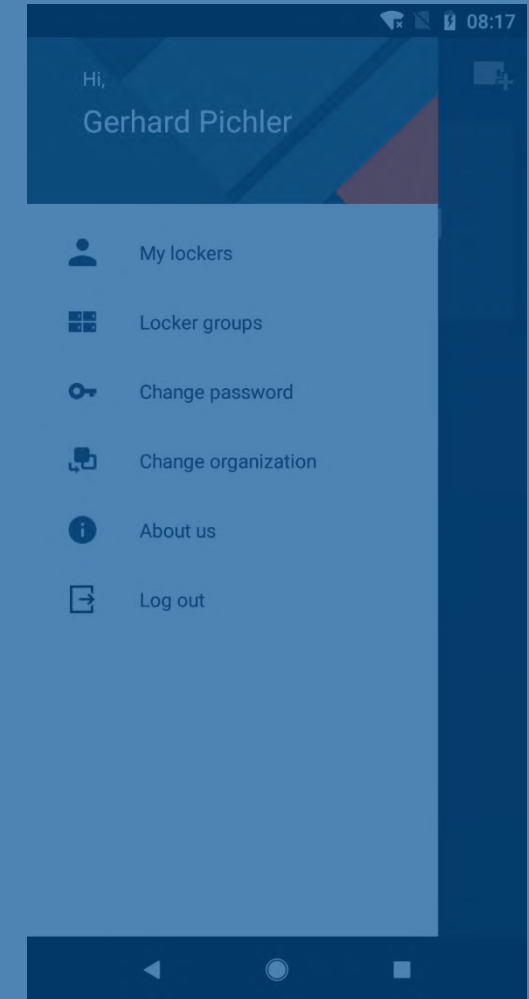 08:17
Hi,
Gerhard Pichler
My lockers
Locker groups
Change password
Change organization
About us
Log out